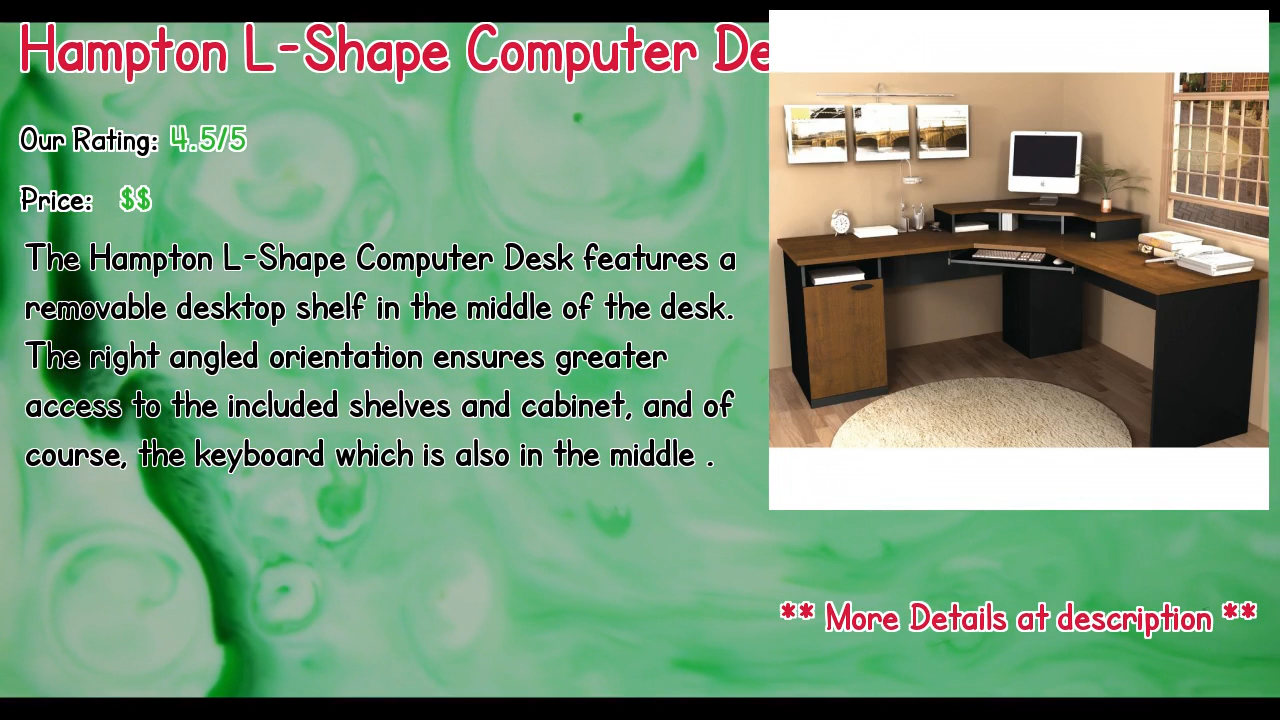 Hampton L-Shape Computer De
Our Rating: 4.5/5
Price: $$
The Hampton L-Shape Computer Desk features a
removable desktop shelf in the middle of the desk.
The right angled orientation ensures greater
access to the included shelves and cabinet, and of
course, the keyboard which is also in the middle .
** More Details at description **